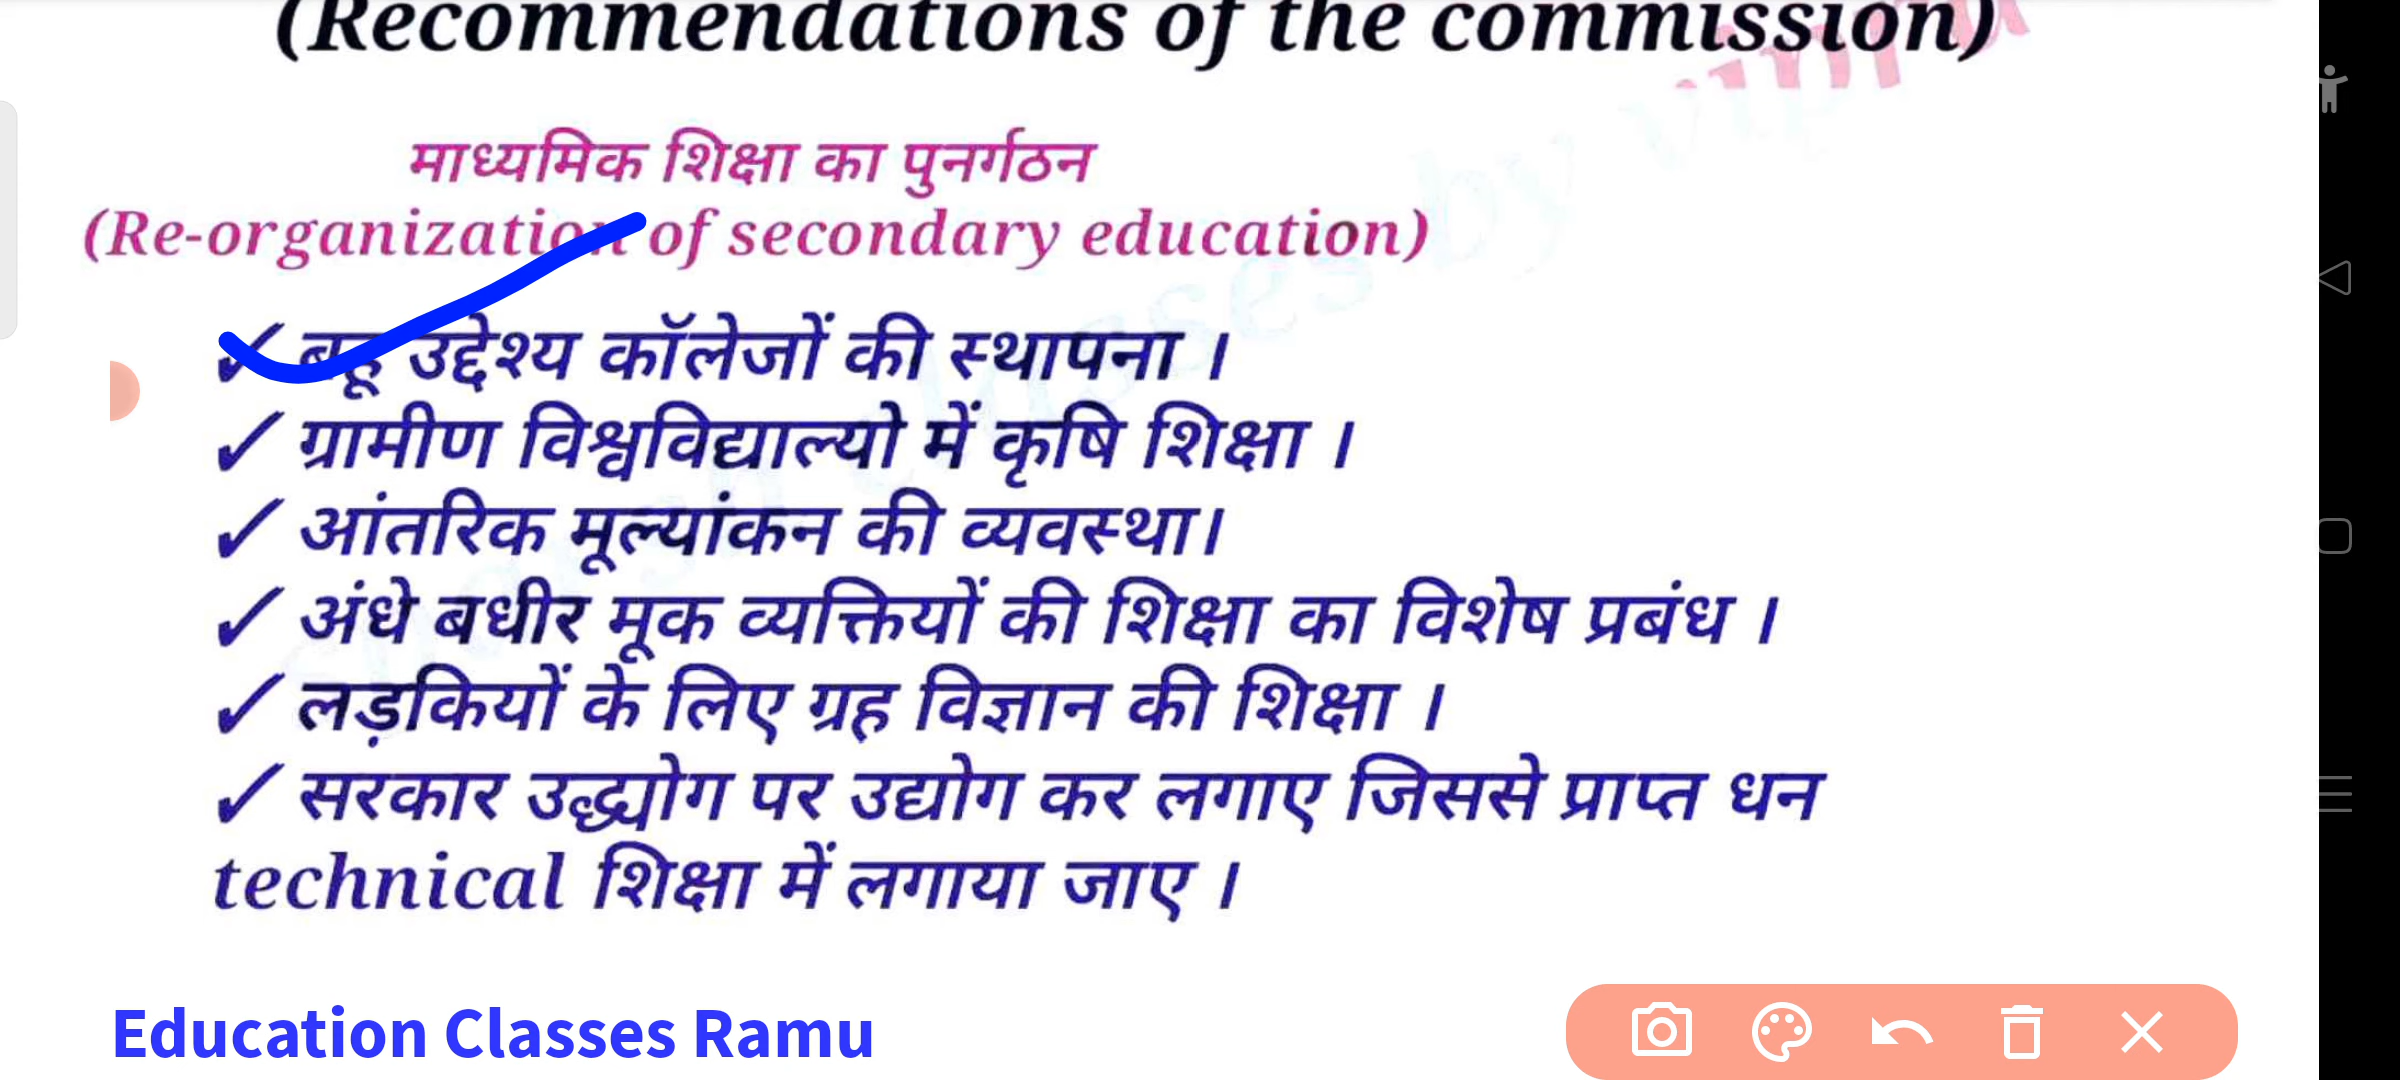 (Recommendations of the commission)
माध्यमिक शिक्षा का पुनर्गठन
(Re-organization of secondary education)
✓ बहू उद्देश्य कॉलेजों की स्थापना ।
✓ ग्रामीण विश्वविद्याल्यो में कृषि शिक्षा ।
✓ आंतरिक मूल्यांकन की व्यवस्था।
✓ अंधे बधीर मूक व्यक्तियों की शिक्षा का विशेष प्रबंध ।
✓ लड़कियों के लिए ग्रह विज्ञान की शिक्षा ।
✓ सरकार उद्ध्योग पर उद्योग कर लगाए जिससे प्राप्त धन
technical शिक्षा में लगाया जाए ।
Education Classes Ramu